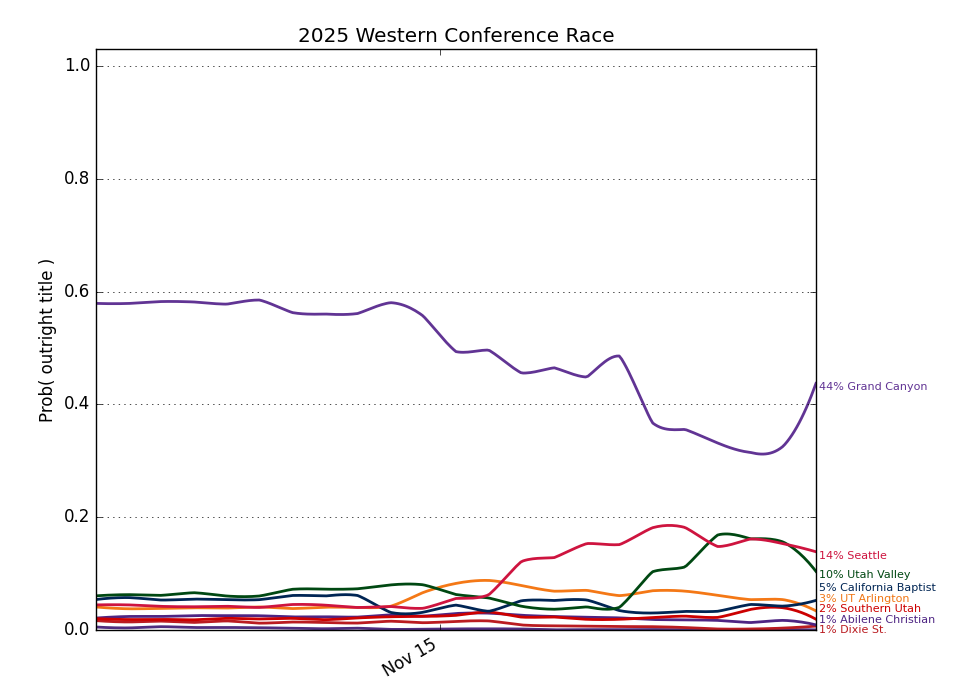 2025 Western Conference Race
1.0
0.8
0.6
0.4
0.2
0.0
Prob( outright title )
Nov 15
44% Grand Canyon
14% Seattle
10% Utah Valley
5% California Baptist
3% UT Arlington
2% Southern Utah
1% Abilene Christian
1% Dixie St.